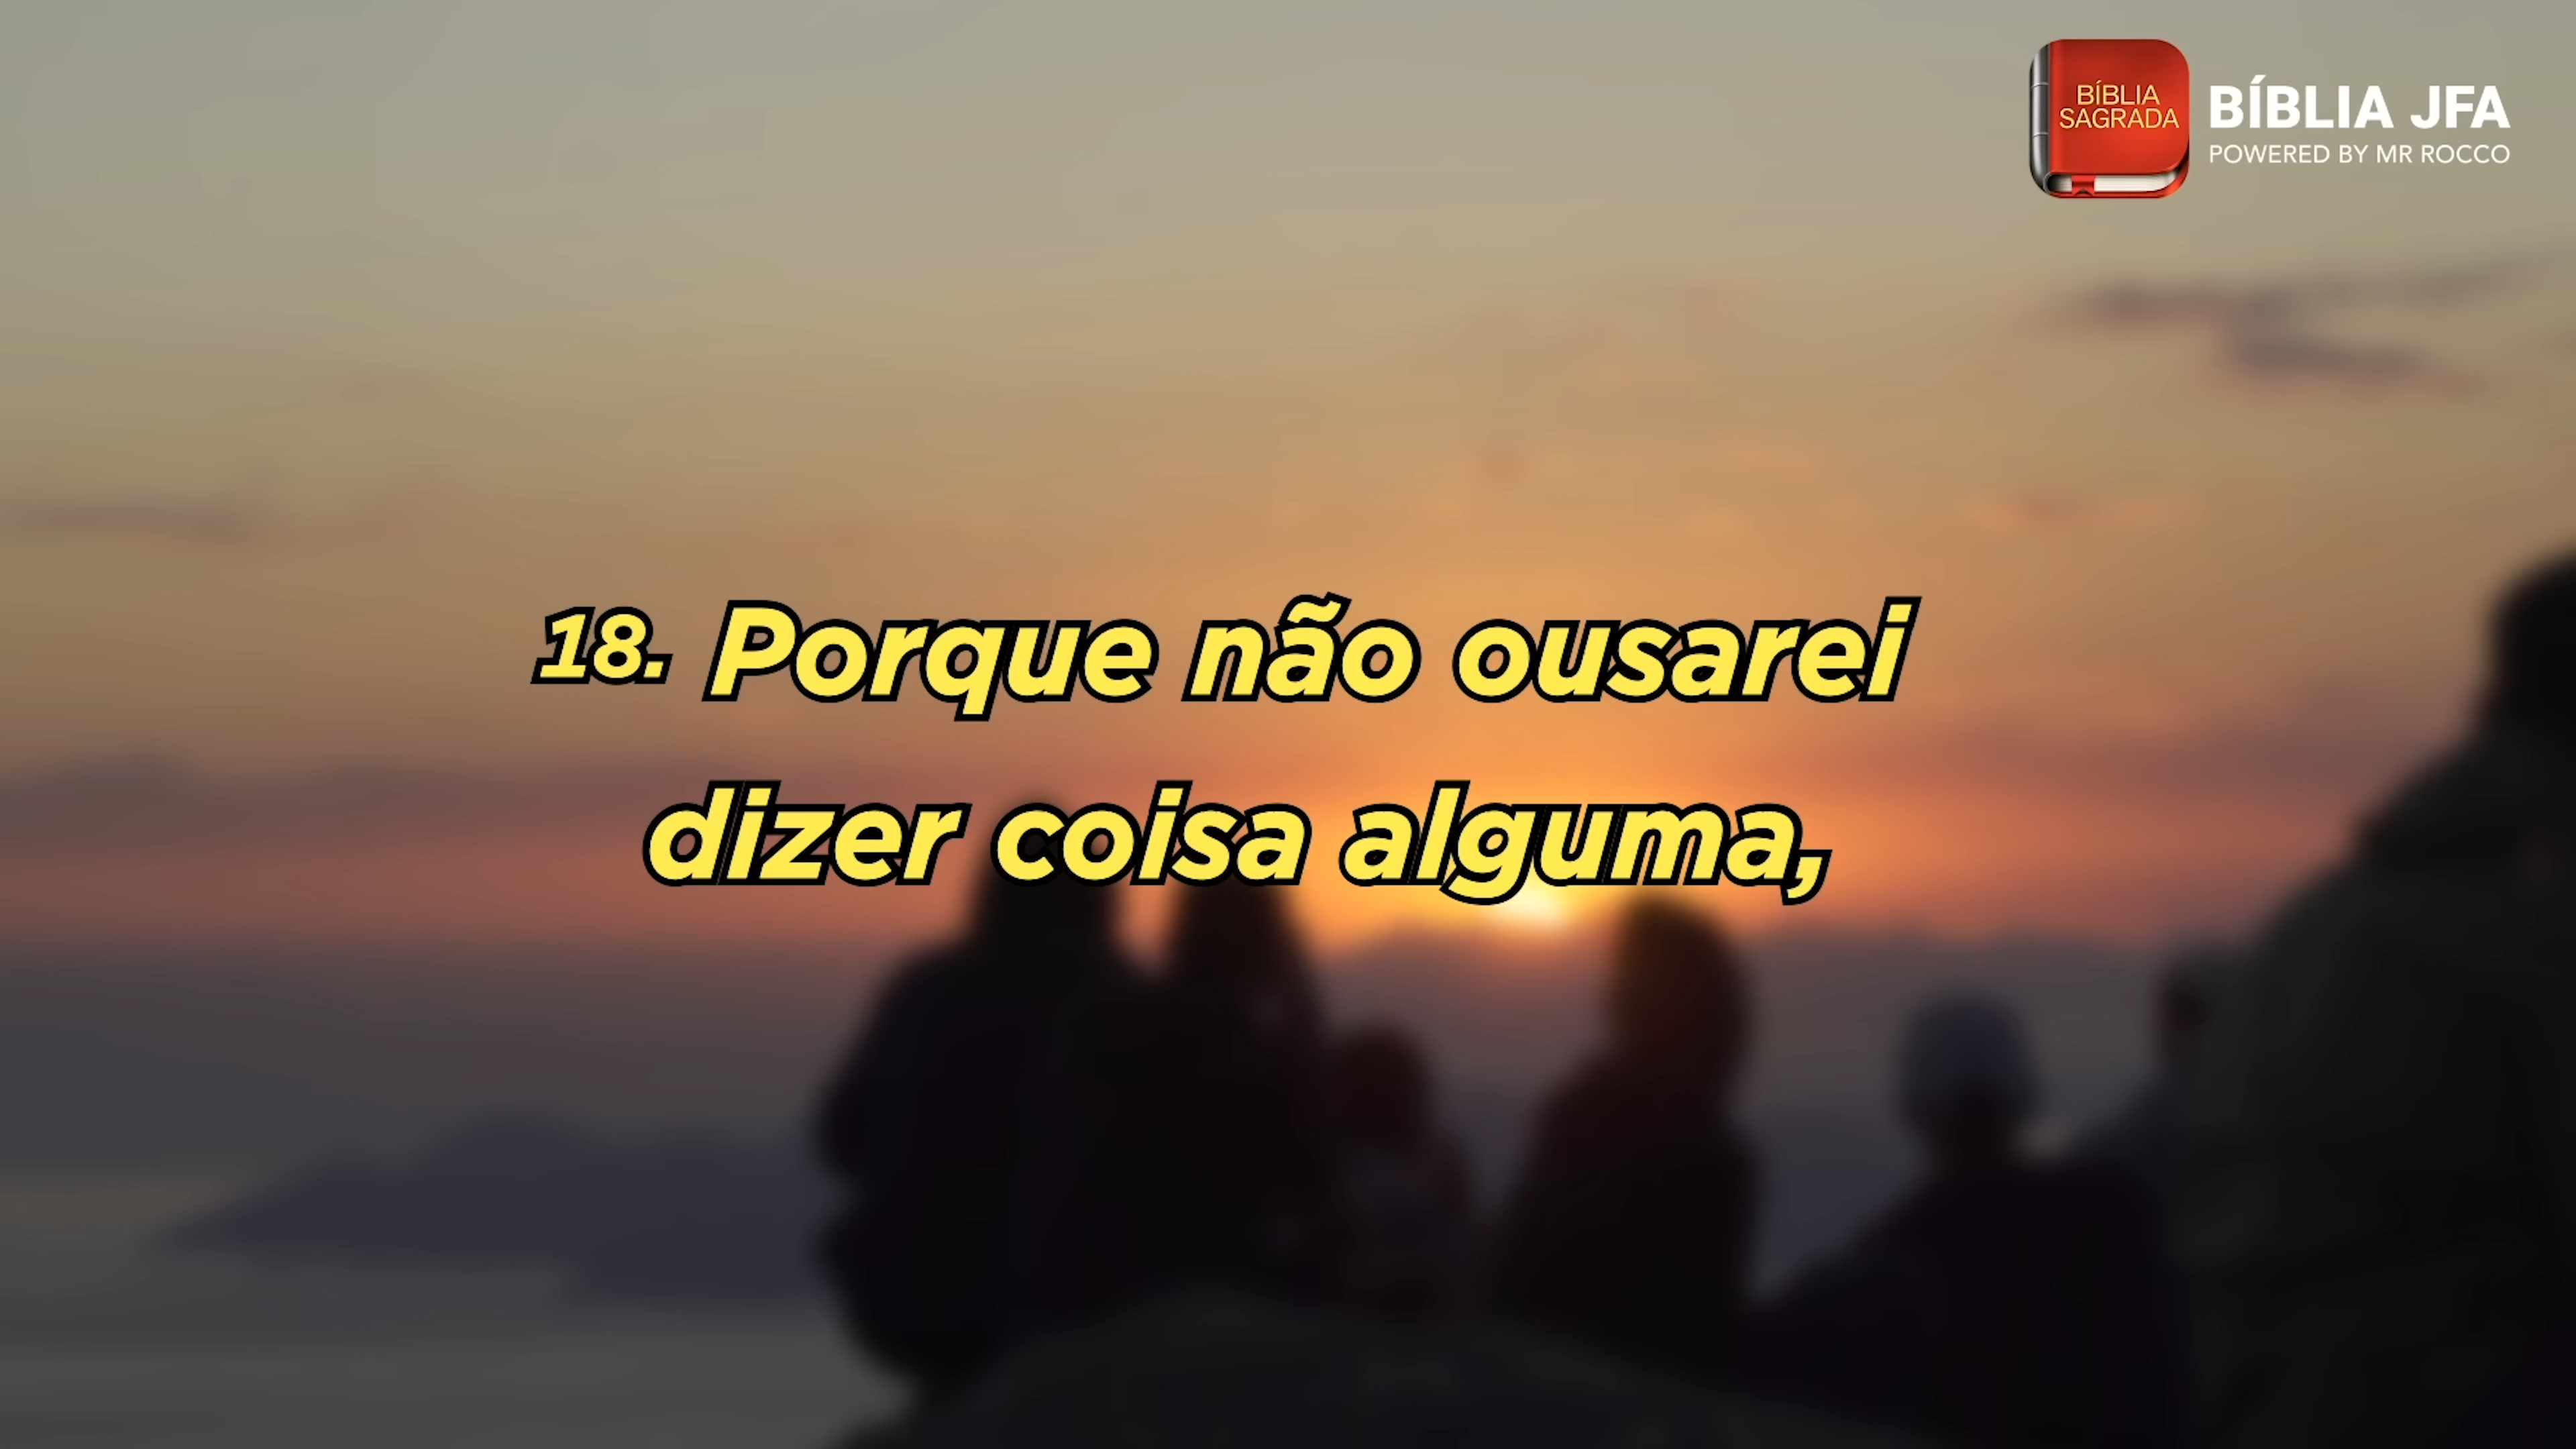 BÍBLIA
SAGRADA
BÍBLIA JFA
POWERED BY MR ROCCO
18. Porque não ousarei
dizer coisa alguma,